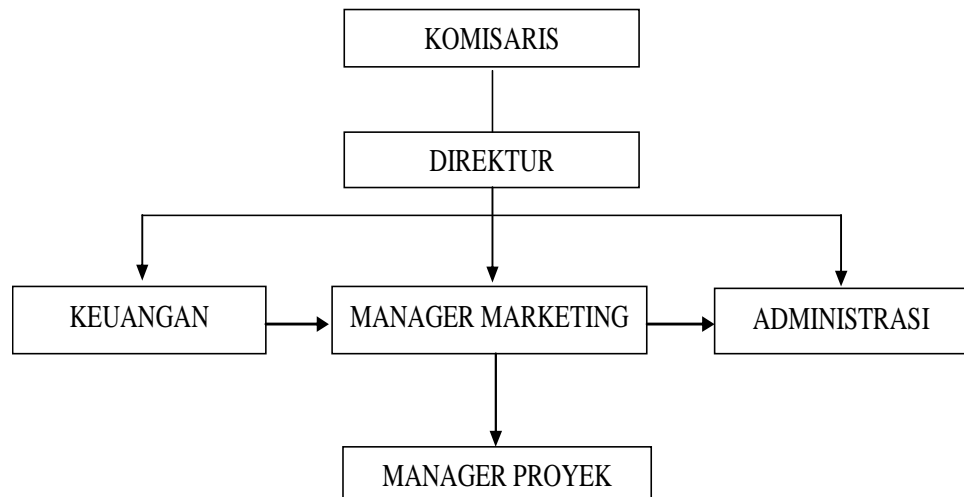 KOMISARIS
DIREKTUR
KEUANGAN
MANAGER MARKETING
ADMINISTRASI
MANAGER PROYEK